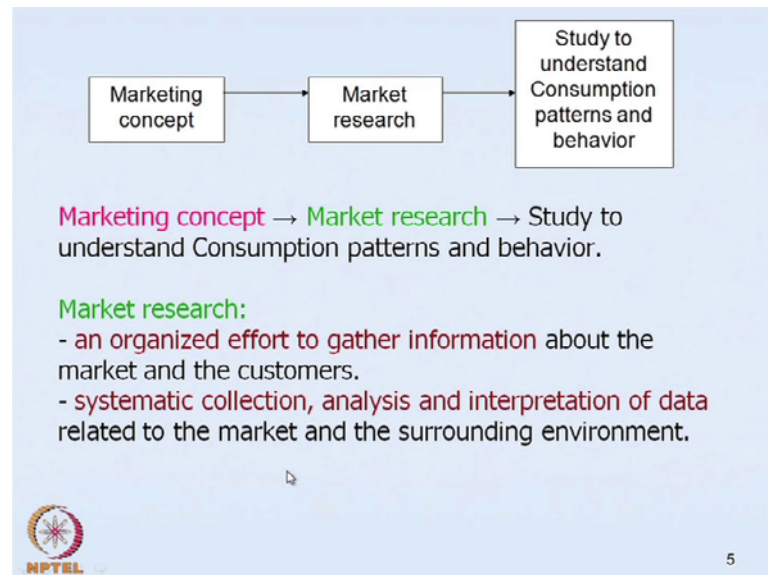 Marketing
concept
Market
research
Study to
understand
Consumption
patterns and
behavior
Marketing concept → Market research → Study to
understand Consumption patterns and behavior.
Market research:
- an organized effort to gather information about the
market and the customers.
- systematic collection, analysis and interpretation of data
related to the market and the surrounding environment.
NPTEL
5